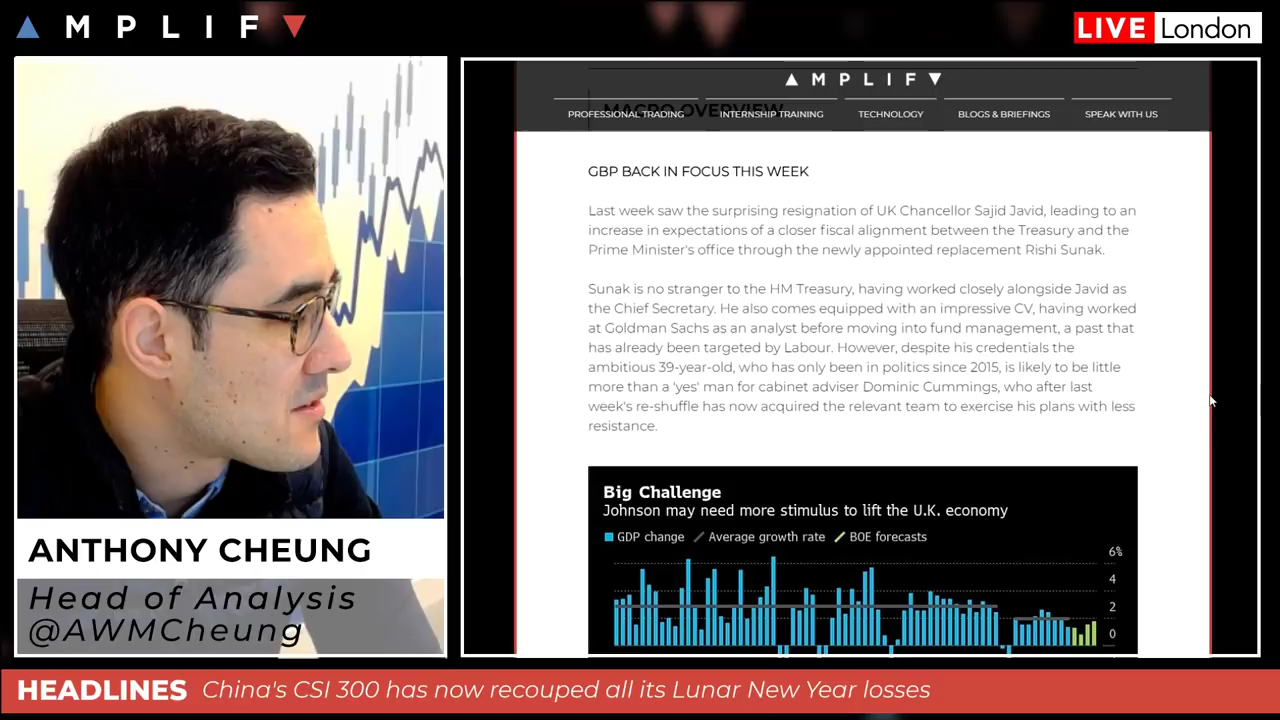 AMPLIFY
LIVE London
AMPLIFY
MACRO OVERVIEW
PROFESSIONAL TRADING INTERNSHIP TRAINING TECHNOLOGY BLOGS & BRIEFINGS SPEAK WITH US
GBP BACK IN FOCUS THIS WEEK
Last week saw the surprising resignation of UK Chancellor Sajid Javid, leading to an
increase in expectations of a closer fiscal alignment between the Treasury and the
Prime Minister's office through the newly appointed replacement Rishi Sunak.
Sunak is no stranger to the HM Treasury, having worked closely alongside Javid as
the Chief Secretary. He also comes equipped with an impressive CV, having worked
at Goldman Sachs as an analyst before moving into fund management, a past that
has already been targeted by Labour. However, despite his credentials the
ambitious 39-year-old, who has only been in politics since 2015, is likely to be little
more than a 'yes' man for cabinet adviser Dominic Cummings, who after last
week's re-shuffle has now acquired the relevant team to exercise his plans with less
resistance.
Big Challenge
Johnson may need more stimulus to lift the U.K. economy
GDP change Average growth rate BOE forecasts
6%
4
2
0
ANTHONY CHEUNG
Head of Analysis
@AWMCheung
HEADLINES China's CSI 300 has now recouped all its Lunar New Year losses